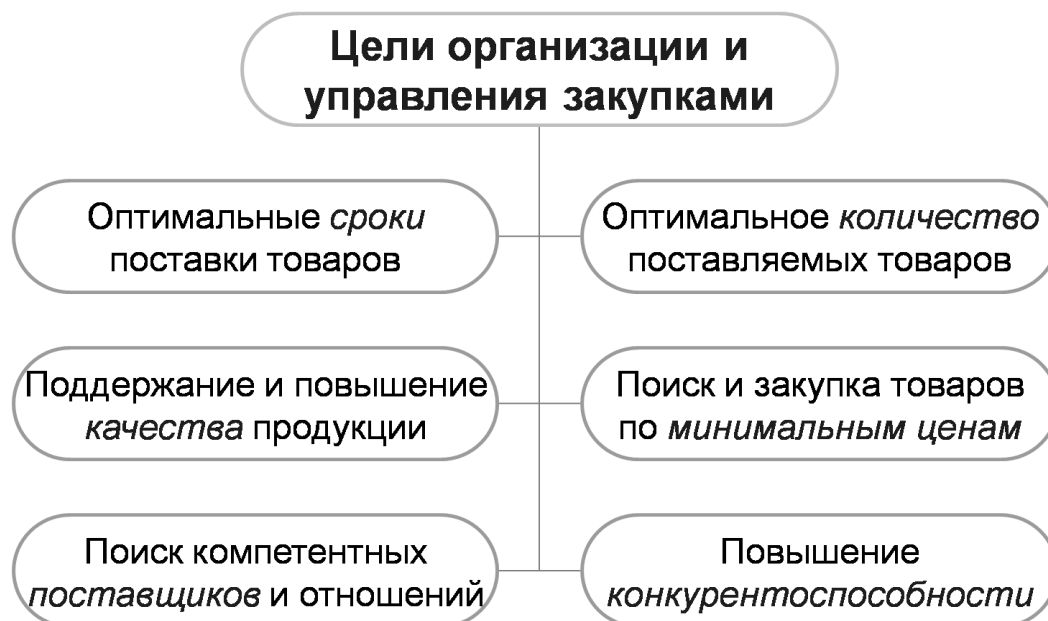 Цели организации и
управления закупками
Оптимальные сроки
поставки товаров
Оптимальное количество
поставляемых товаров
Поддержание и повышение
качества продукции
Поиск и закупка товаров
по минимальным ценам
Поиск компетентных
поставщиков и отношений
Повышение
конкурентоспособности